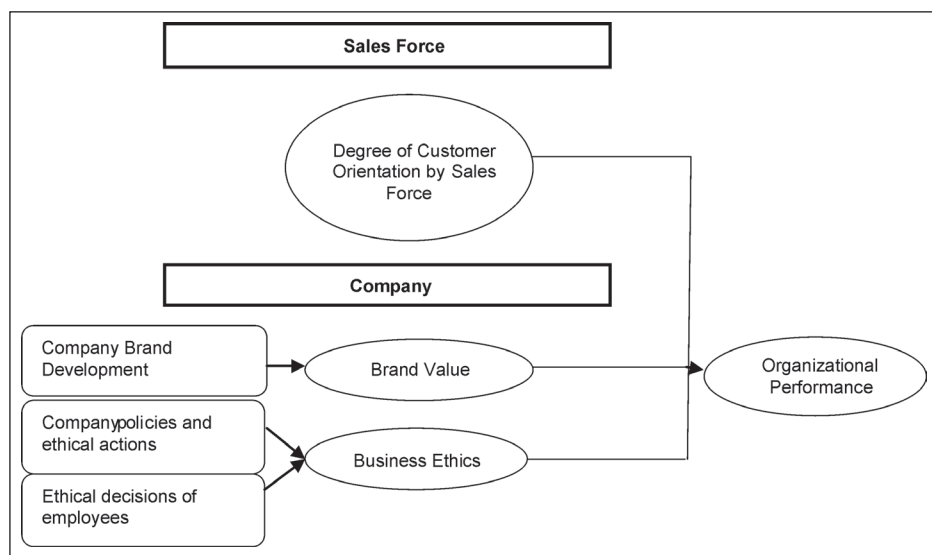 Sales Force
Degree of Customer
Orientation by Sales
Force
Company
Company Brand
Development
Brand Value
Organizational
Performance
Companypolicies and
ethical actions
Business Ethics
Ethical decisions of
employees